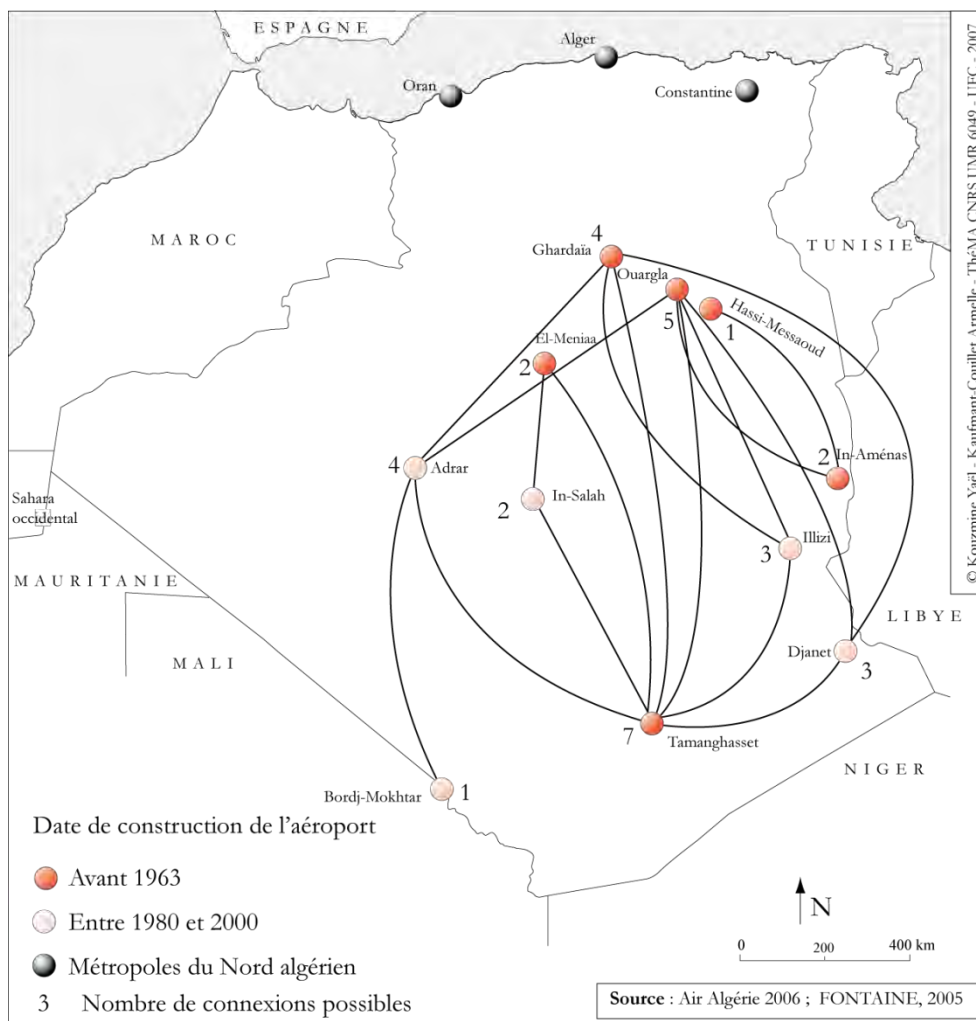 ESPAGNE
Alger
Oran
Constantine
MAROC
TUNISIE
4
Ghardaïa
Ouargla
5
Hassi-Messaoud
1
El-Meniaa
2
In-Aménas
2
4
Adrar
In-Salah
2
Illizi
3
Sahara
occidental
MAURITANIE
LIBYE
MALI
Djanet
3
7
Tamanghasset
NIGER
Bordj-Mokhtar
1
Date de construction de l'aéroport
Avant 1963
Entre 1980 et 2000
Métropoles du Nord algérien
3 Nombre de connexions possibles
N
0 200 400 km
Source : Air Algérie 2006 ; FONTAINE, 2005
© Kouzmine Yaël - Kaufmant-Couillet Armelle - ThéMA CNRS UMR 6049 - UFC - 2007